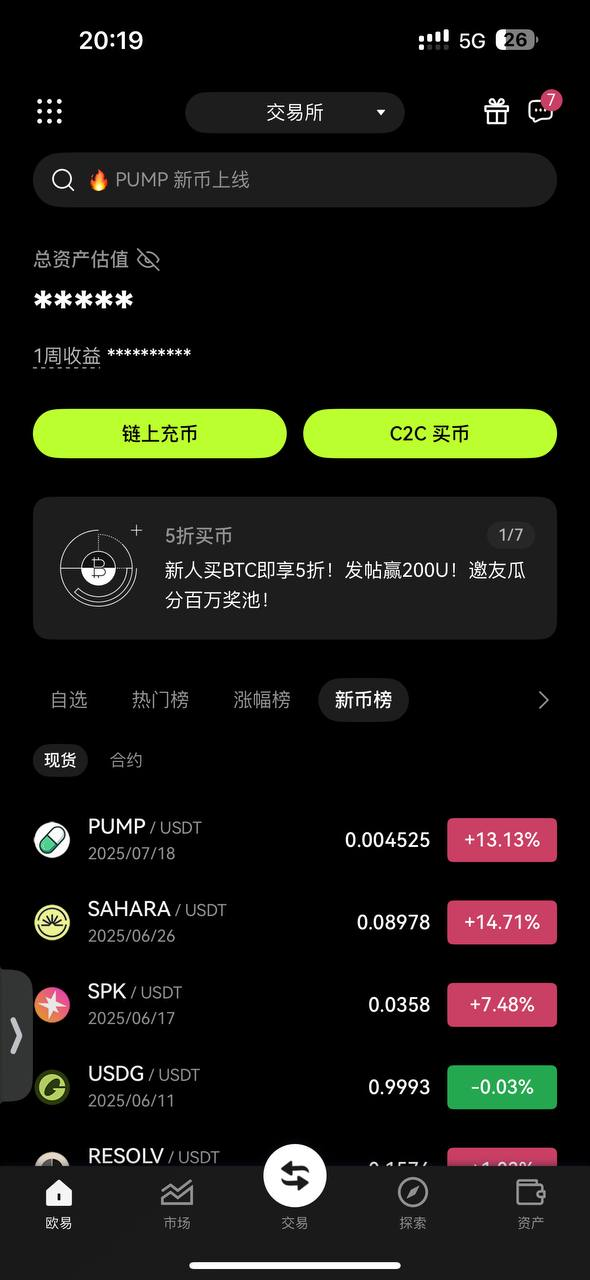 20:19
5G
26
交易所
7
PUMP 新币上线
总资产估值
*****
1周收益 **********
链上充币
C2C 买币
5折买币
1/7
新人买BTC即享5折！发帖赢200U！邀友瓜
分百万奖池！
自选
热门榜
涨幅榜
新币榜
现货
合约
PUMP / USDT
0.004525
+13.13%
2025/07/18
SAHARA / USDT
0.08978
+14.71%
2025/06/26
SPK / USDT
0.0358
+7.48%
2025/06/17
USDG / USDT
0.9993
-0.03%
2025/06/11
RESOLV / USDT
欧易
市场
交易
探索
资产